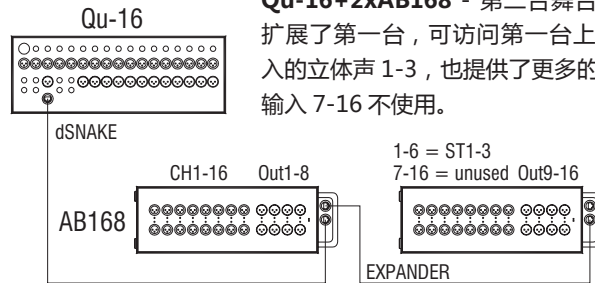 Qu-16
Qu-16+2xAB168 - 第二台舞台
扩展了第一台，可访问第一台上
入的立体声 1-3，也提供了更多的
输入 7-16 不使用。
dSNAKE
CH1-16 Out1-8
AB168
1-6 = ST1-3
7-16 = unused Out9-16
EXPANDER